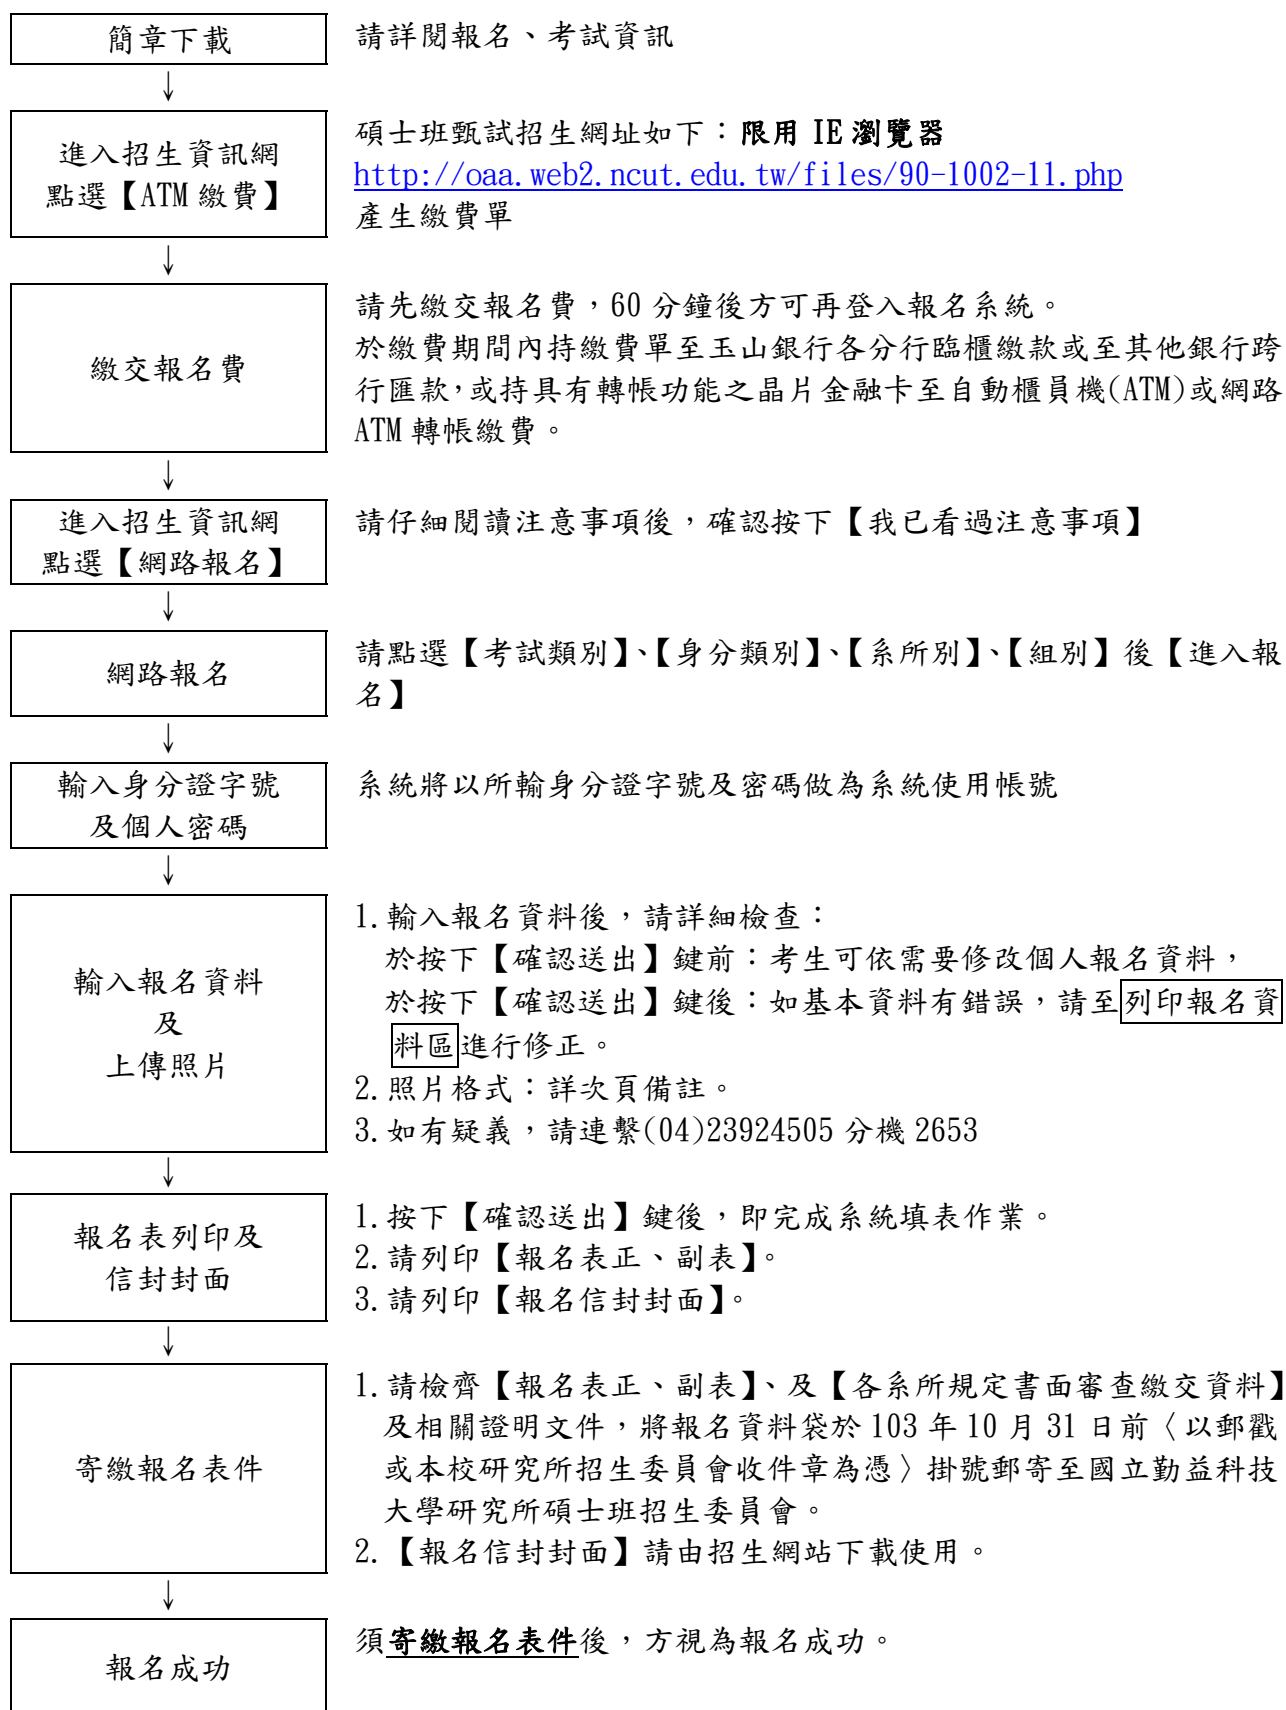 簡章下載
請詳閱報名、考試資訊
↓
進入招生資訊網
點選【ATM 繳費】
碩士班甄試招生網址如下：限用 IE 瀏覽器
http://oaa.web2.ncut.edu.tw/files/90-1002-11.php
產生繳費單
↓
繳交報名費
請先繳交報名費，60 分鐘後方可再登入報名系統。
於繳費期間內持繳費單至玉山銀行各分行臨櫃繳款或至其他銀行跨
行匯款，或持具有轉帳功能之晶片金融卡至自動櫃員機(ATM)或網路
ATM 轉帳繳費。
↓
進入招生資訊網
點選【網路報名】
請仔細閱讀注意事項後，確認按下【我已看過注意事項】
↓
網路報名
請點選【考試類別】、【身分類別】、【系所別】、【組別】後【進入報
名】
↓
輸入身分證字號
及個人密碼
系統將以所輸身分證字號及密碼做為系統使用帳號
↓
輸入報名資料
及
上傳照片
1.輸入報名資料後，請詳細檢查：
於按下【確認送出】鍵前：考生可依需要修改個人報名資料，
於按下【確認送出】鍵後：如基本資料有錯誤，請至列印報名資
料區進行修正。
2.照片格式：詳次頁備註。
3.如有疑義，請連繫(04)23924505 分機 2653
↓
報名表列印及
信封封面
1.按下【確認送出】鍵後，即完成系統填表作業。
2.請列印【報名表正、副表】。
3.請列印【報名信封封面】。
↓
寄繳報名表件
1.請檢齊【報名表正、副表】、及【各系所規定書面審查繳交資料】
及相關證明文件，將報名資料袋於 103 年 10 月 31 日前〈以郵戳
或本校研究所招生委員會收件章為憑〉掛號郵寄至國立勤益科技
大學研究所碩士班招生委員會。
2.【報名信封封面】請由招生網站下載使用。
↓
報名成功
須寄繳報名表件後，方視為報名成功。